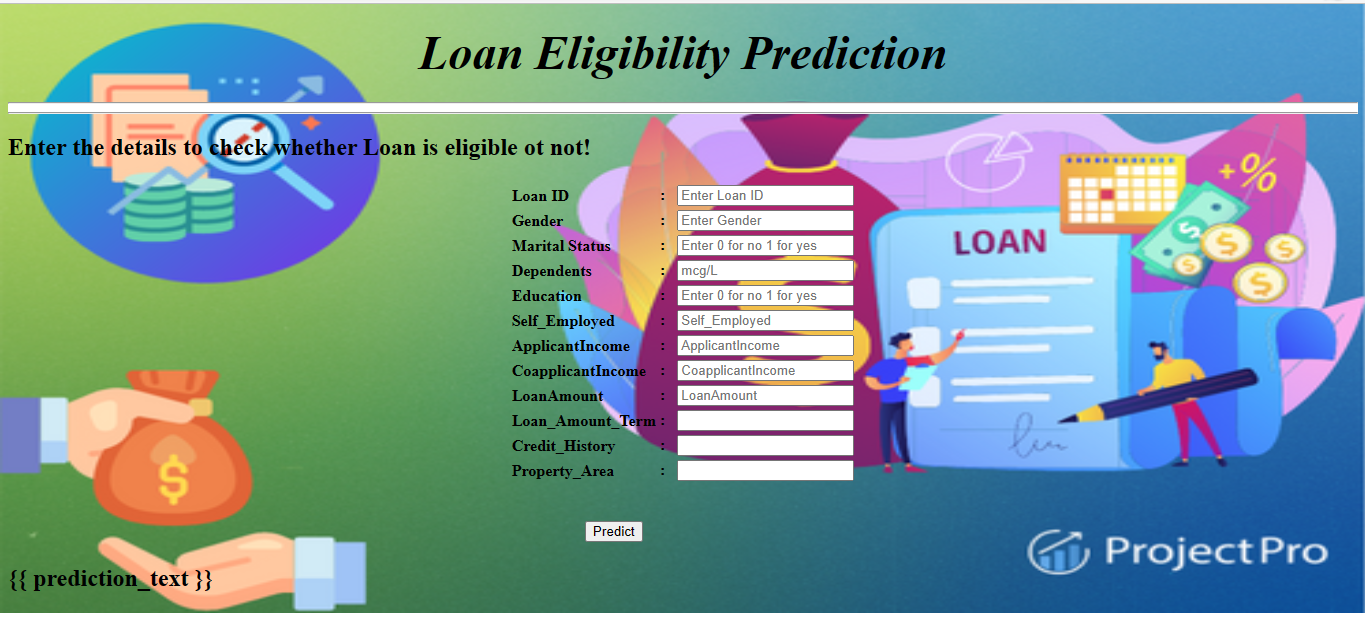 Loan Eligibility Prediction
Enter the details to check whether Loan is eligible ot not!
Loan ID : Enter Loan ID
Gender : Enter Gender
Marital Status : Enter 0 for no 1 for yes
Dependents : mcg/L
Education : Enter 0 for no 1 for yes
Self_Employed : Self_Employed
ApplicantIncome : ApplicantIncome
CoapplicantIncome : CoapplicantIncome
LoanAmount : LoanAmount
Loan_Amount_Term :
Credit_History :
Property_Area :
+%
LOAN
$
$
$
$
$
$
Predict
ProjectPro
{{ prediction_text }}